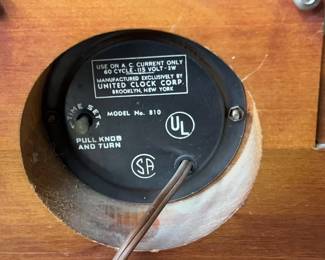 USE ON A.C. CURRENT ONLY
60 CYCLE-115 VOLT-3W
MANUFACTURED EXCLUSIVELY BY
UNITED CLOCK CORP.
BROOKLYN, NEW YORK
TIME SET
MODEL No. 810
UL
PULL KNOB
AND TURN
SA